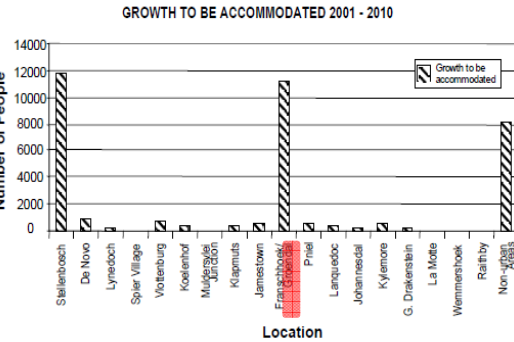 GROWTH TO BE ACCOMMODATED 2001 - 2010
Number of People
14000
12000
10000
8000
6000
4000
2000
0
Growth to be
accommodated
Stellenbosch
De Novo
Lynedoch
Spier Village
Vlottenburg
Koelenhof
Muldersvlei
Junction
Klapmuts
Jamestown
Franschhoek/
Groendal
Pniel
Lanquedoc
Johannesdal
Kylemore
G. Drakenstein
La Motte
Wemmershoek
Raithby
Non-urban
Areas
Location